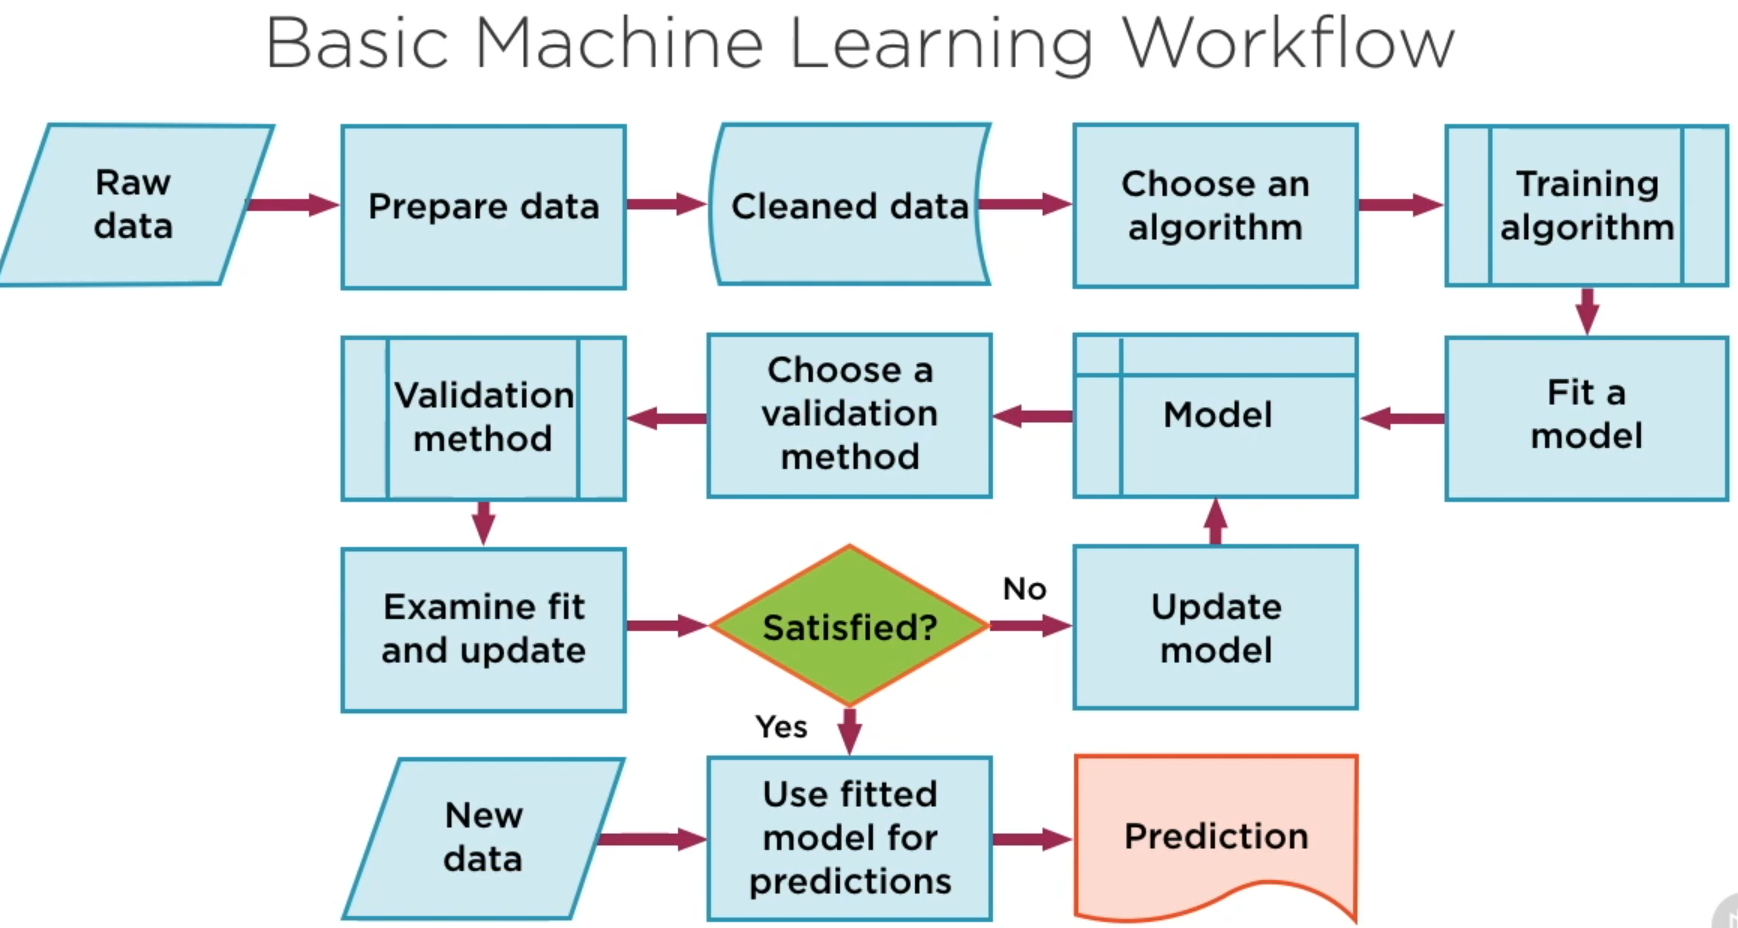 Basic Machine Learning Workflow
Raw
data
Prepare data
Cleaned data
Choose an
algorithm
Training
algorithm
Validation
method
Choose a
validation
method
Model
Fit a
model
Examine fit
and update
Satisfied?
No
Update
model
Yes
New
data
Use fitted
model for
predictions
Prediction